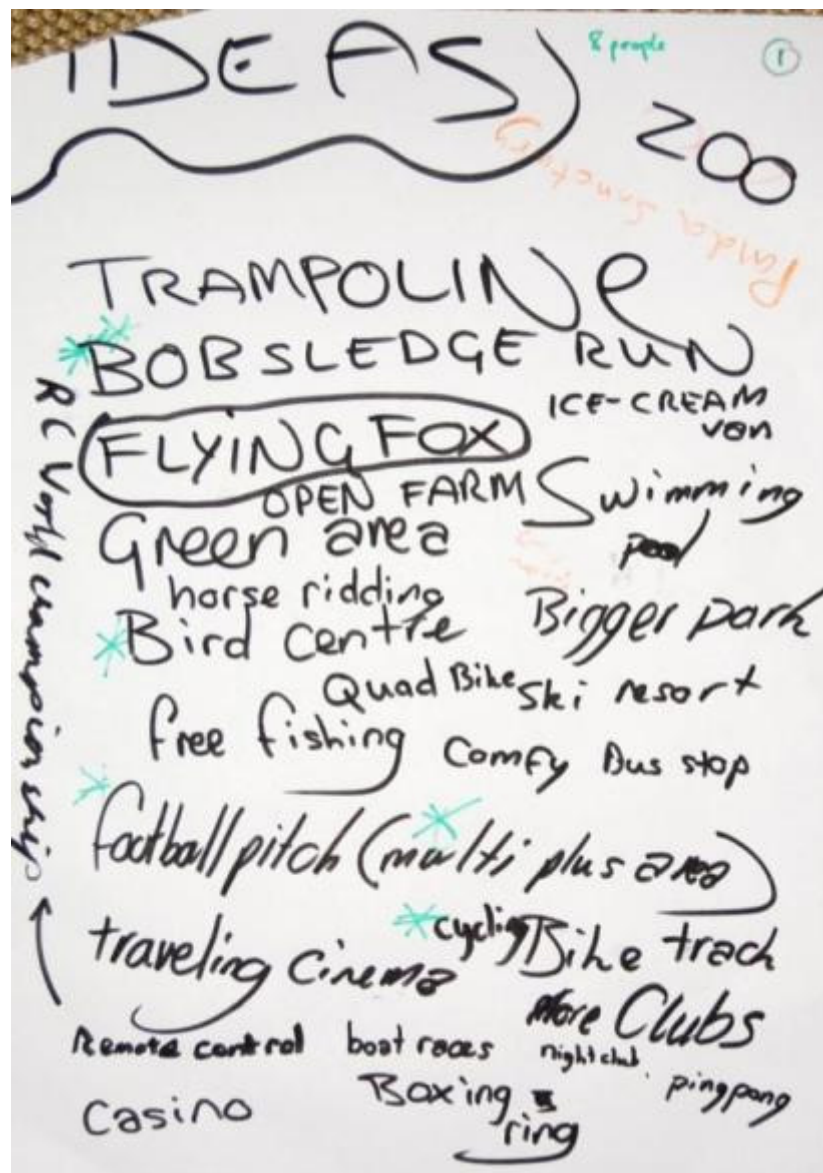 IDEAS
8 people
1
ZOO
Panda Sanctury
TRAMPOLINe
BOBSLEDGE RUN
ICE-CREAM
van
FLYING FOX
OPEN FARM
Swimming
pool
Green area
horse ridding
Bird centre
Bigger park
Quad Bike
Ski resort
free fishing
Comfy Bus stop
football pitch (multi plus area)
traveling cinema
cycling Bike track
More Clubs
night club
ping pong
Remote control boat races
Boxing
ring
Casino
RC World championship